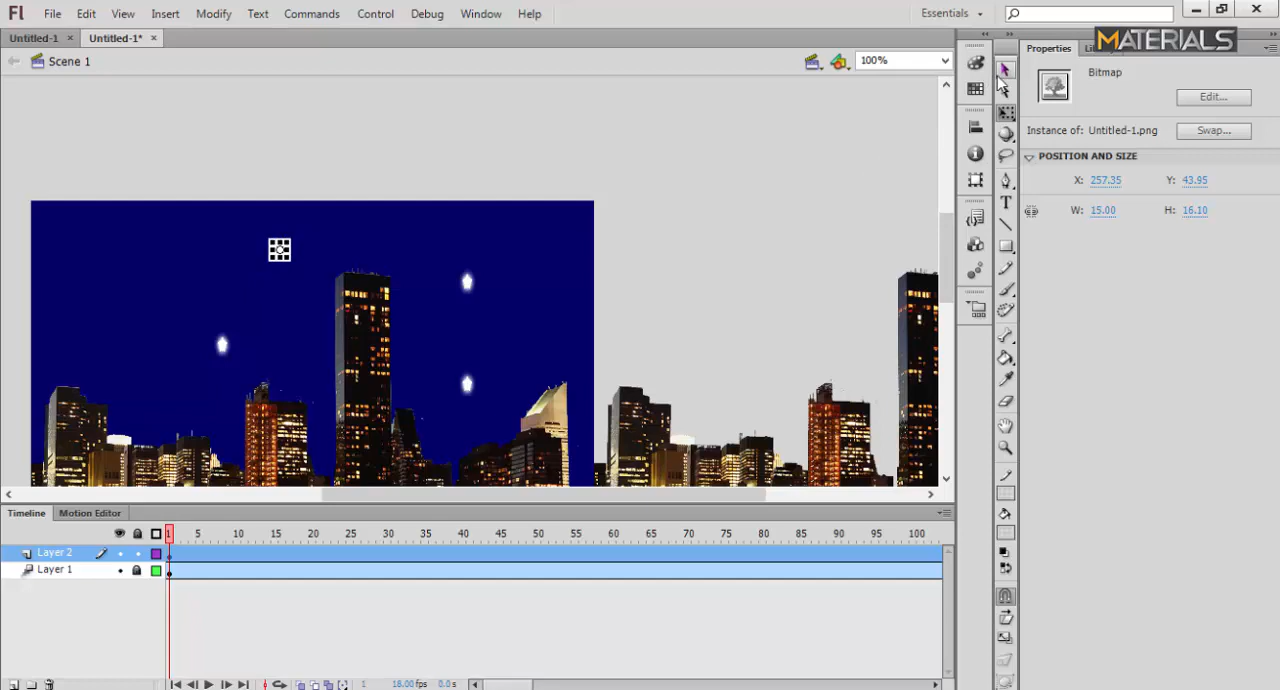 Fl File Edit View Insert Modify Text Commands Control Debug Window Help Essentials
Untitled-1 × Untitled-1* × MATERIALS
Scene 1 100% Properties
Bitmap
Edit...
Instance of: Untitled-1.png Swap...
POSITION AND SIZE
X: 257.35 Y: 43.95
W: 15.00 H: 16.10
Timeline Motion Editor
1 5 10 15 20 25 30 35 40 45 50 55 60 65 70 75 80 85 90 95 100
Layer 2
Layer 1
1 18.00 fps 0.0 s